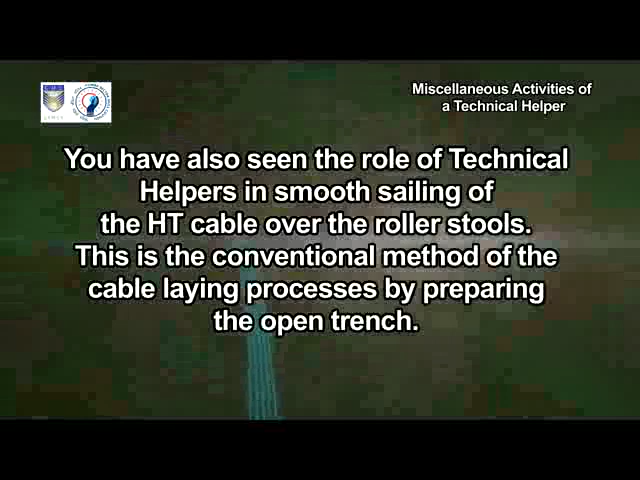 Miscellaneous Activities of
a Technical Helper
You have also seen the role of Technical
Helpers in smooth sailing of
the HT cable over the roller stools.
This is the conventional method of the
cable laying processes by preparing
the open trench.